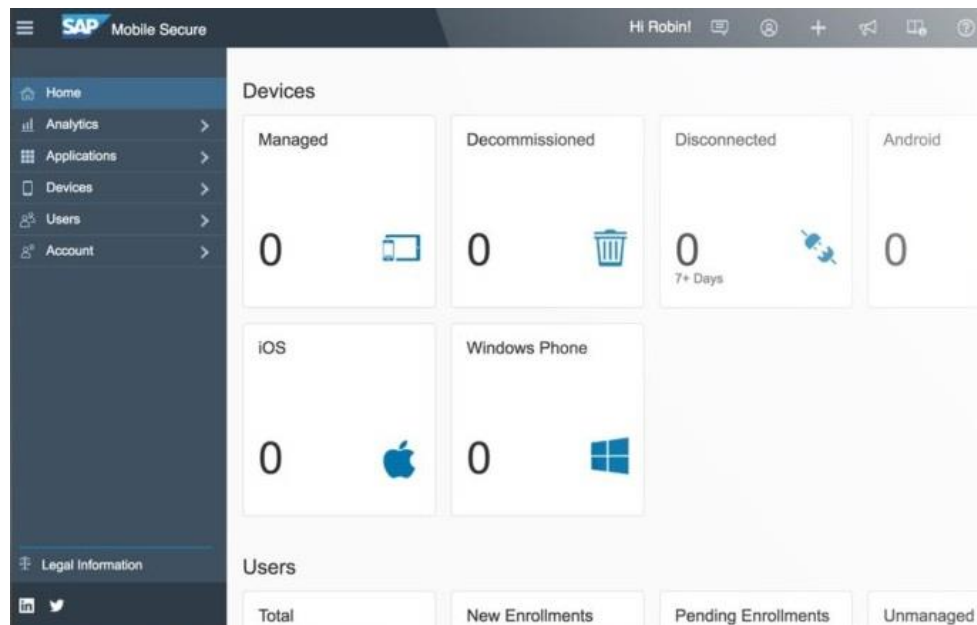 SAP Mobile Secure
Hi Robin!
Home
Analytics
Applications
Devices
Users
Account
Legal Information
Devices
Managed
0
Decommissioned
0
Disconnected
0
7+ Days
Android
0
iOS
0
Windows Phone
0
Users
Total
New Enrollments
Pending Enrollments
Unmanaged